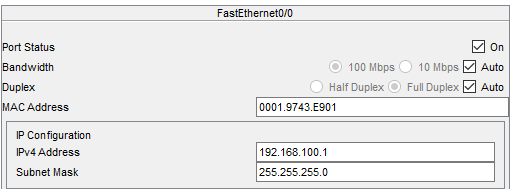 FastEthernet0/0
Port Status On
Bandwidth 100 Mbps 10 Mbps Auto
Duplex Half Duplex Full Duplex Auto
MAC Address 0001.9743.E901
IP Configuration
IPv4 Address 192.168.100.1
Subnet Mask 255.255.255.0